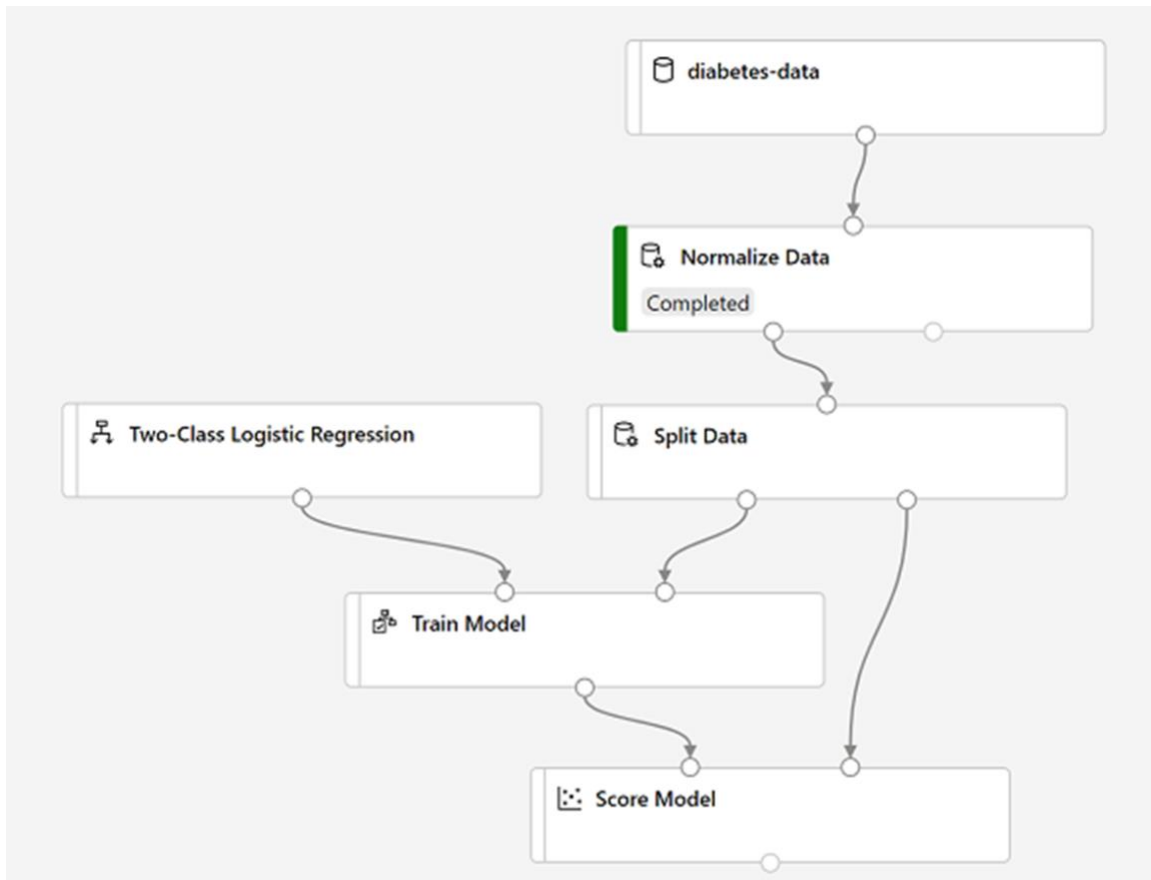 diabetes-data
Normalize Data
Completed
Two-Class Logistic Regression
Split Data
Train Model
Score Model